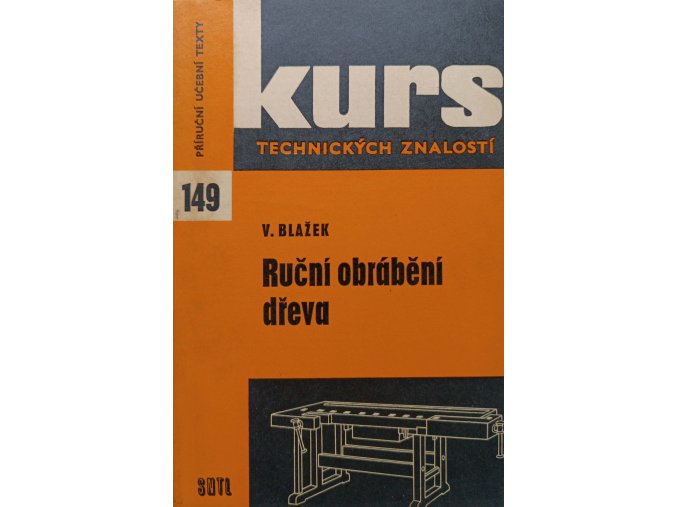 PŘÍRUČNÍ UČEBNÍ TEXTY
kurs
TECHNICKÝCH ZNALOSTÍ
149
V. BLAŽEK
Ruční obrábění
dřeva
SNTL